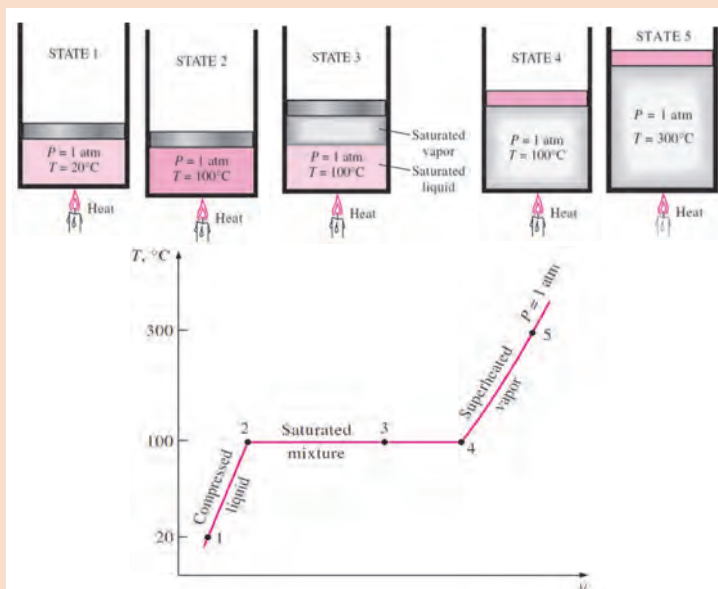 STATE 1
P = 1 atm
T = 20°C
Heat
STATE 2
P = 1 atm
T = 100°C
Heat
STATE 3
P = 1 atm
T = 100°C
Heat
Saturated
vapor
Saturated
liquid
STATE 4
P = 1 atm
T = 100°C
Heat
STATE 5
P = 1 atm
T = 300°C
Heat
T, °C
300
100
20
1
Compressed
liquid
2
Saturated
mixture
3
4
Superheated
vapor
P = 1 atm
5